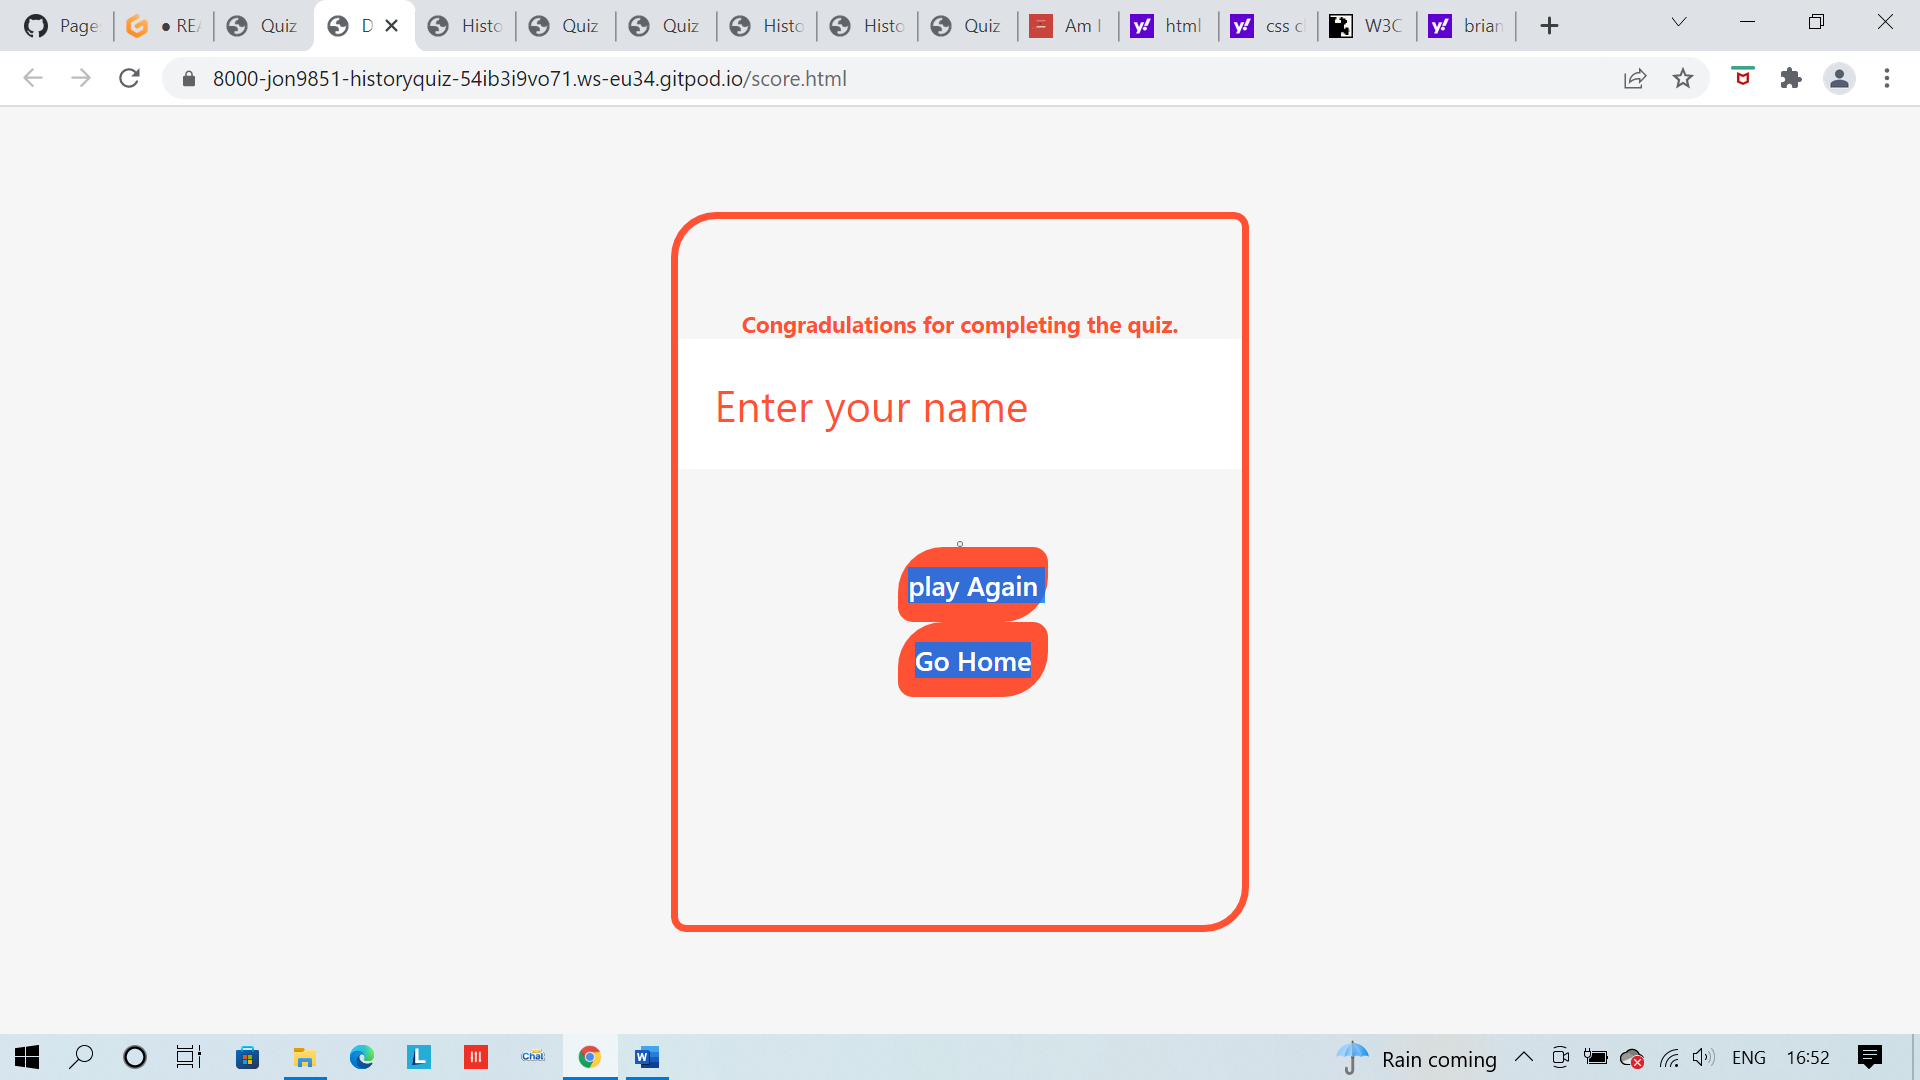 Page
REA
Quiz
D
Histo
Quiz
Quiz
Histo
Histo
Quiz
Am I
html
css cl
W3C
brian
8000-jon9851-historyquiz-54ib3i9vo71.ws-eu34.gitpod.io/score.html
Congradulations for completing the quiz.
Enter your name
play Again
Go Home
Rain coming
ENG
16:52